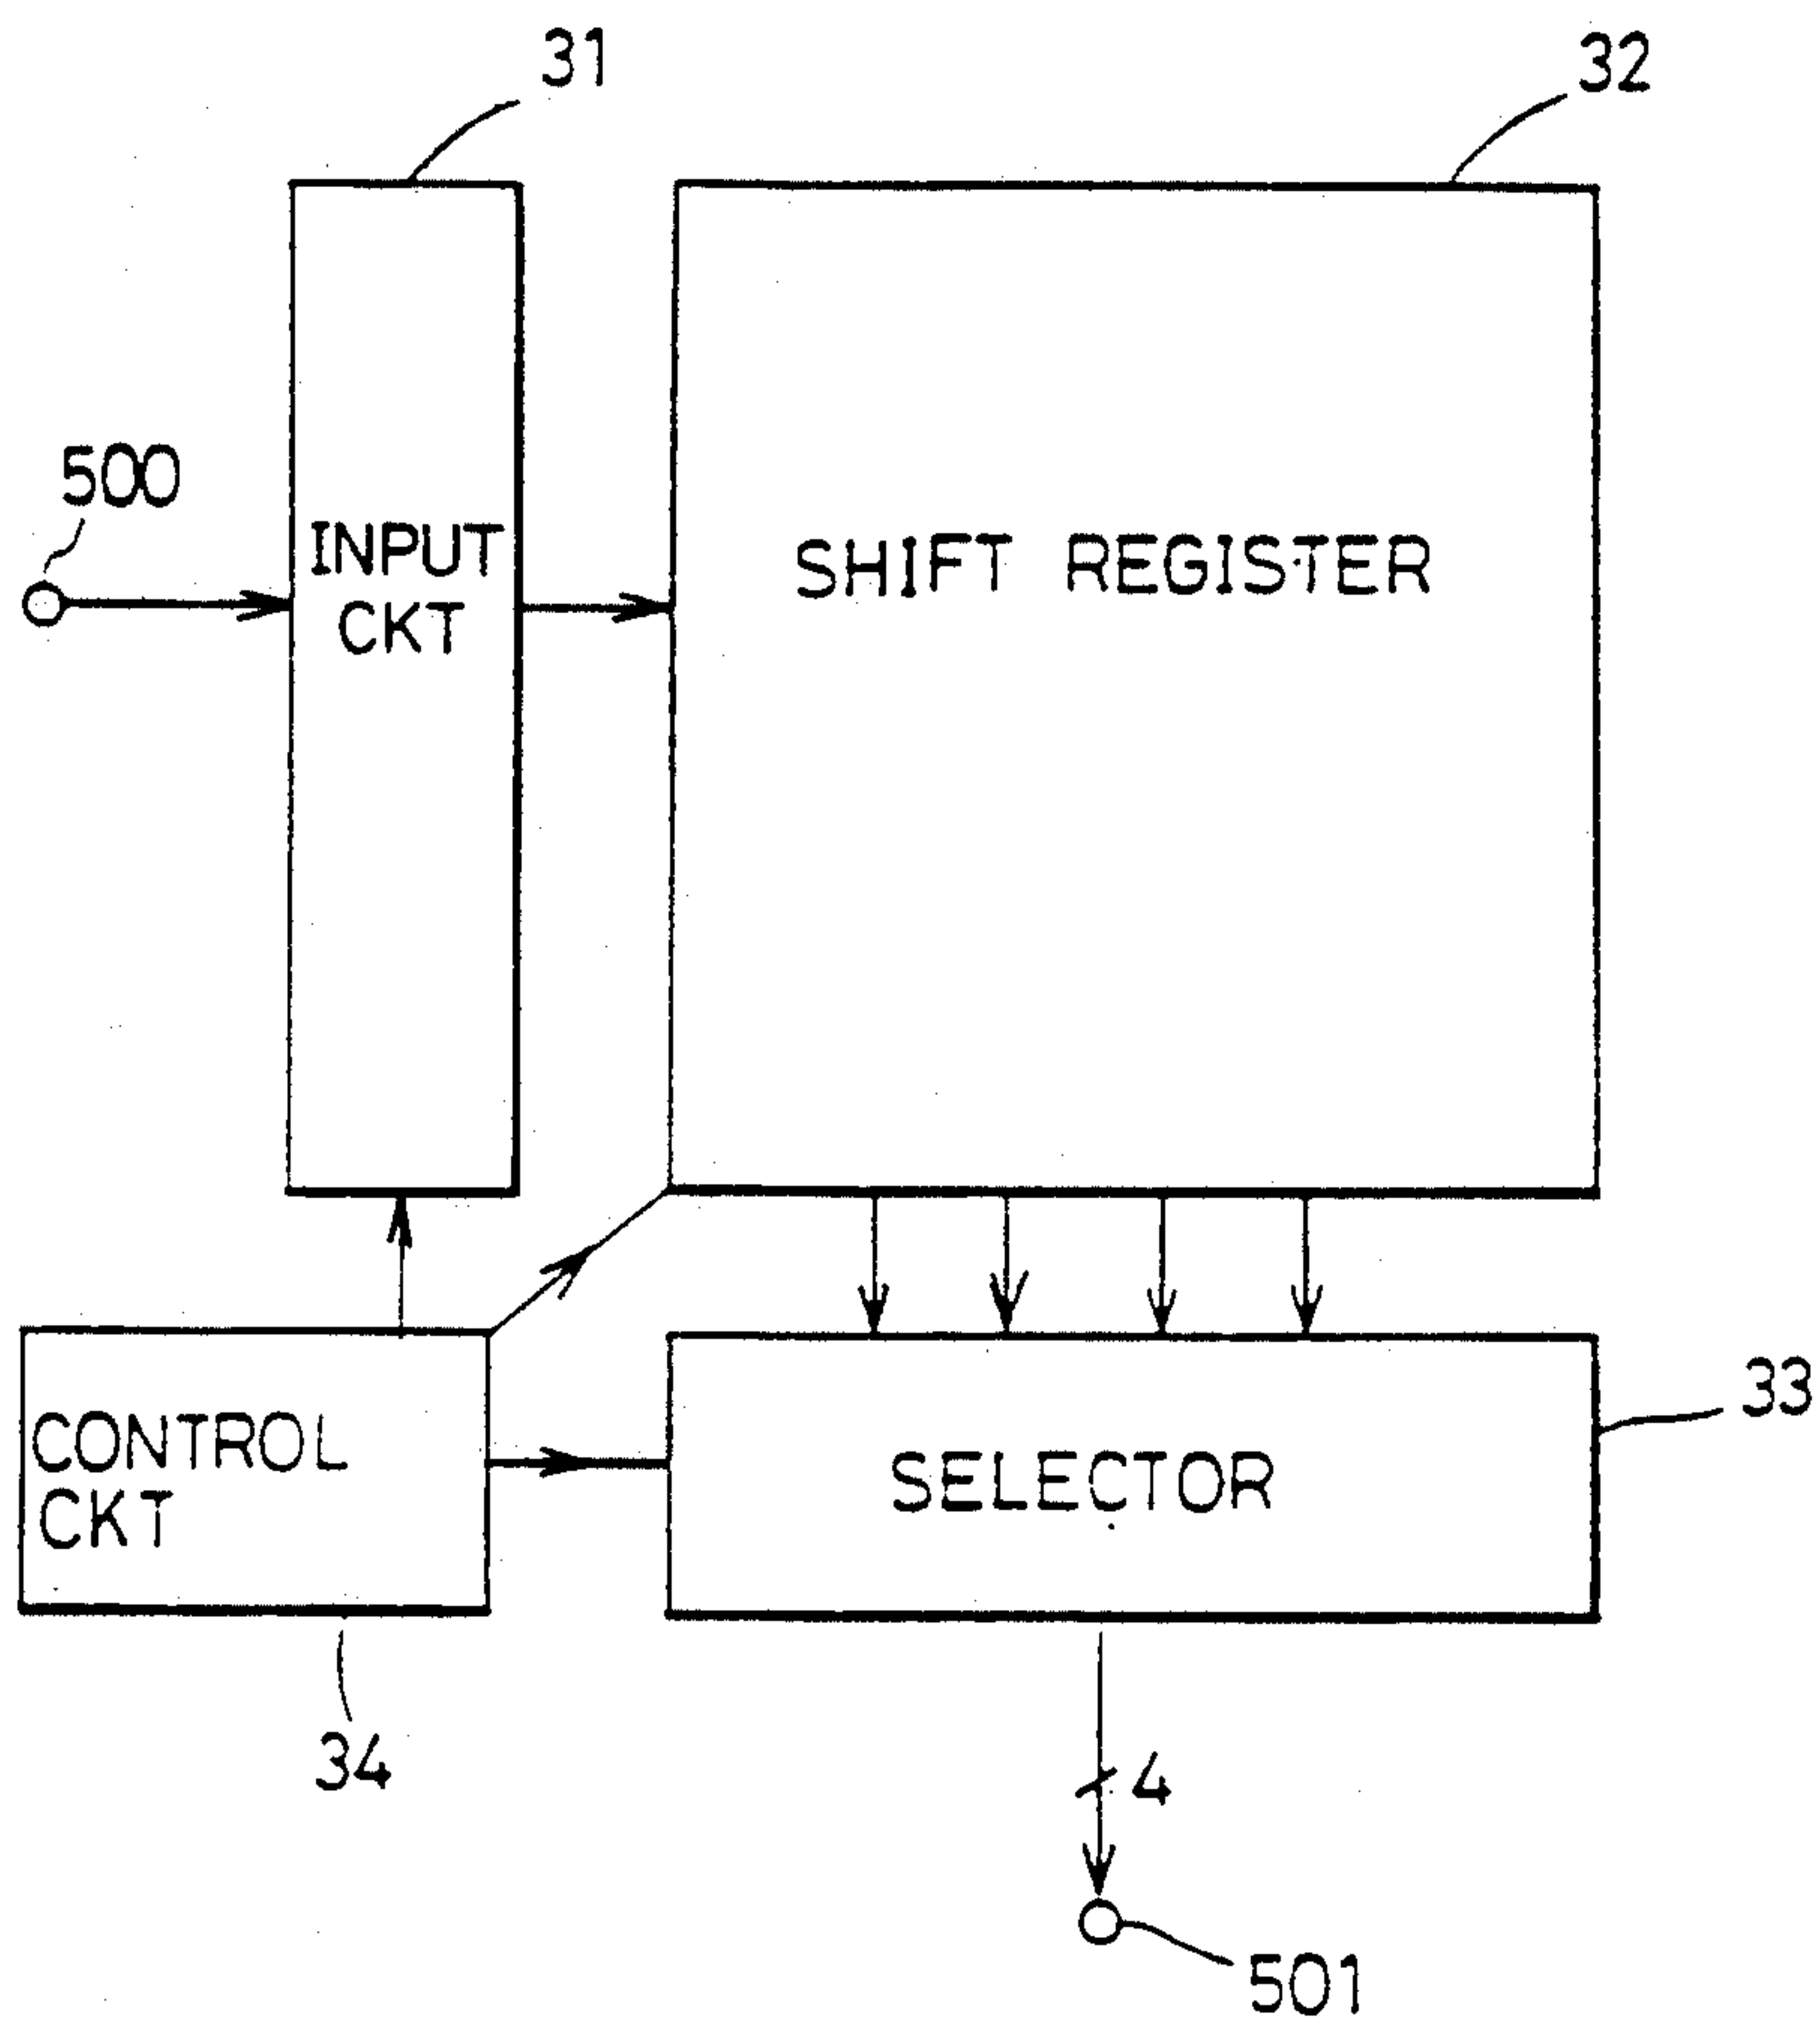 31
32
500
INPUT
CKT
SHIFT REGISTER
33
CONTROL
CKT
SELECTOR
34
4
501